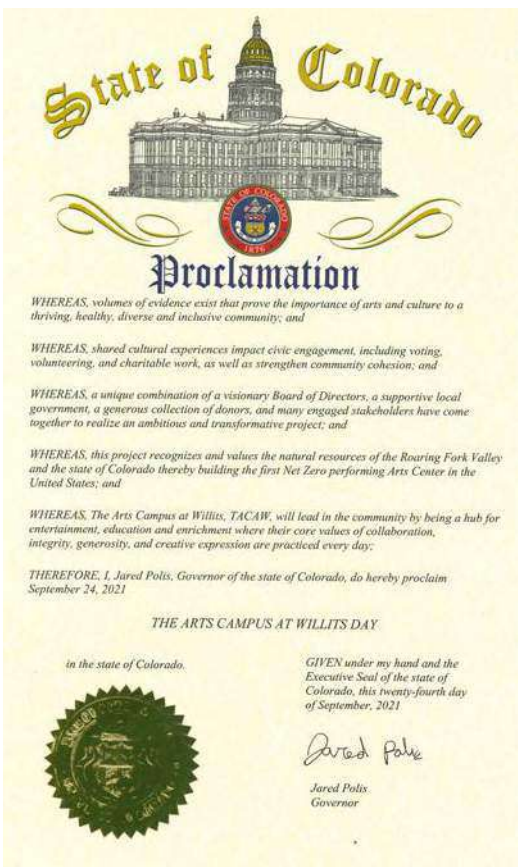 State of Colorado
STATE OF COLORADO
1876
Proclamation
WHEREAS, volumes of evidence exist that prove the importance of arts and culture to a
thriving, healthy, diverse and inclusive community; and
WHEREAS, shared cultural experiences impact civic engagement, including voting,
volunteering, and charitable work, as well as strengthen community cohesion; and
WHEREAS, a unique combination of a visionary Board of Directors, a supportive local
government, a generous collection of donors, and many engaged stakeholders have come
together to realize an ambitious and transformative project; and
WHEREAS, this project recognizes and values the natural resources of the Roaring Fork Valley
and the state of Colorado thereby building the first Net Zero performing Arts Center in the
United States; and
WHEREAS, The Arts Campus at Willits, TACAW, will lead in the community by being a hub for
entertainment, education and enrichment where their core values of collaboration,
integrity, generosity, and creative expression are practiced every day;
THEREFORE, I, Jared Polis, Governor of the state of Colorado, do hereby proclaim
September 24, 2021
THE ARTS CAMPUS AT WILLITS DAY
in the state of Colorado.
GIVEN under my hand and the
Executive Seal of the state of
Colorado, this twenty-fourth day
of September, 2021
Jared Polis
Jared Polis
Governor